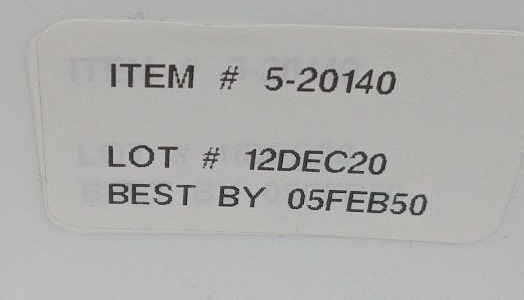 ITEM # 5-20140
LOT # 12DEC20
BEST BY 05FEB50